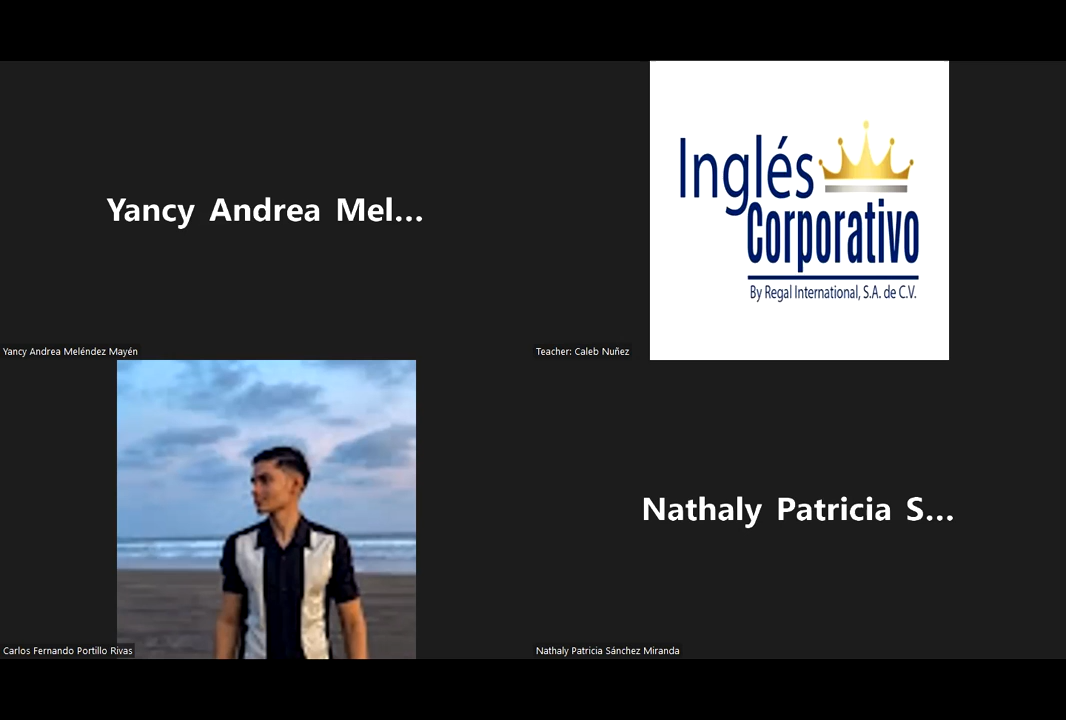 Yancy Andrea Mel...
Yancy Andrea Meléndez Mayén
Inglés
Corporativo
By Regal International, S.A. de C.V.
Teacher: Caleb Nuñez
Carlos Fernando Portillo Rivas
Nathaly Patricia S...
Nathaly Patricia Sánchez Miranda